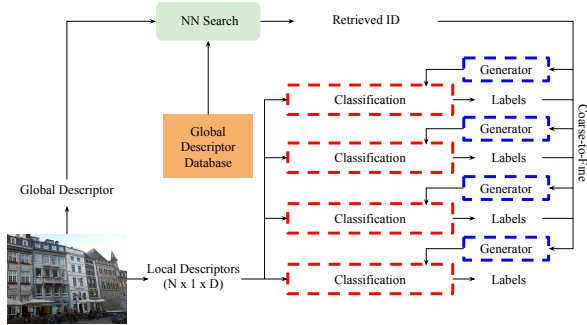 NN Search
Retrieved ID
Generator
Classification
Labels
Global
Descriptor
Database
Generator
Classification
Labels
Coarse-to-Fine
Global Descriptor
Generator
Classification
Labels
Generator
Local Descriptors
(N x 1 x D)
Classification
Labels